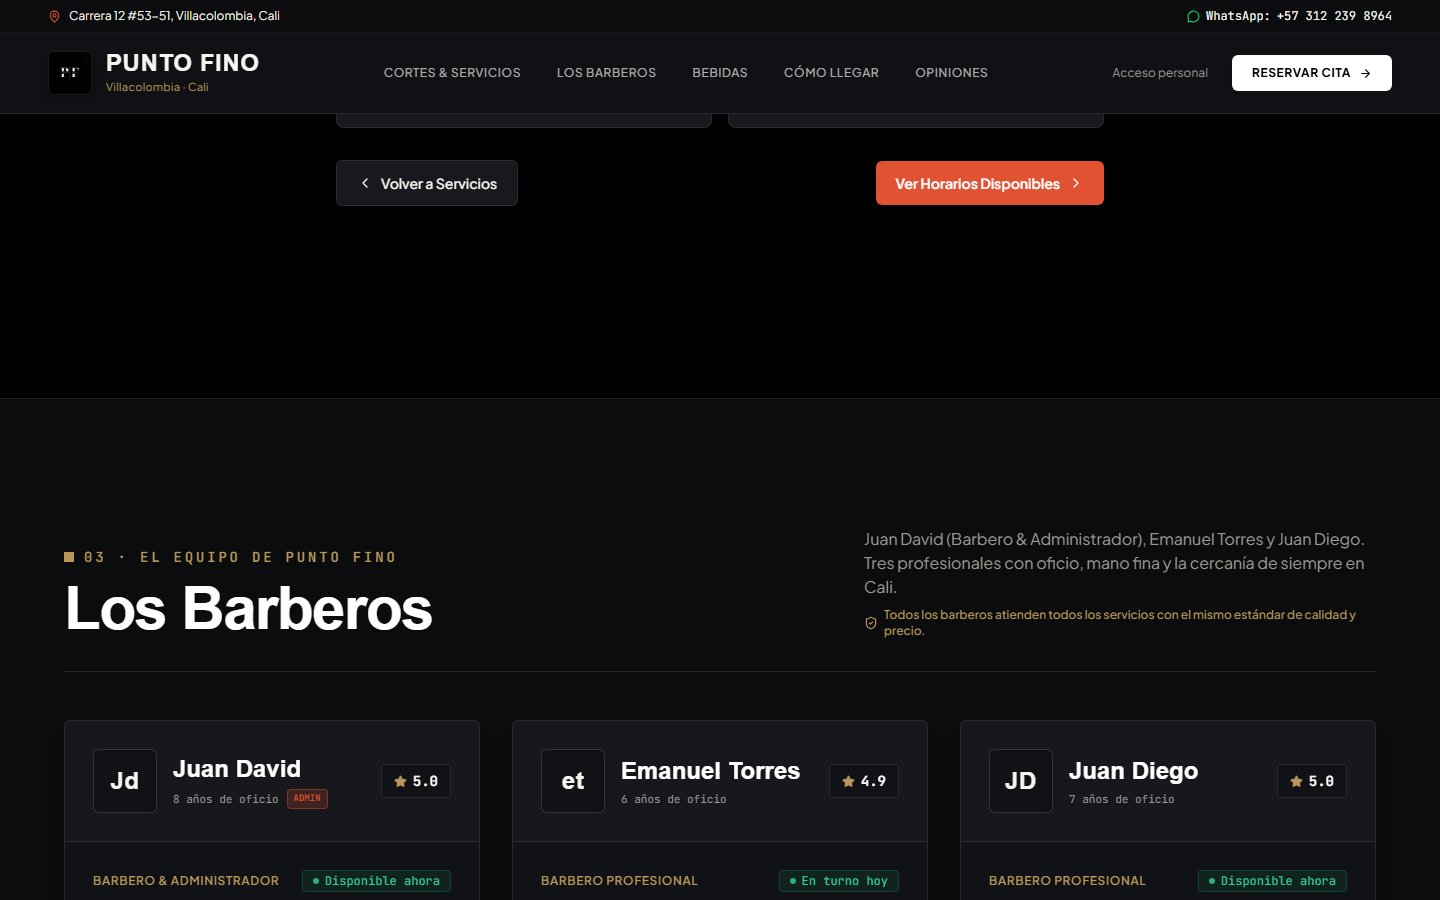 Carrera 12 #53-51, Villacolombia, Cali
WhatsApp: +57 312 239 8964
PF
PUNTO FINO
Villacolombia · Cali
CORTES & SERVICIOS
LOS BARBEROS
BEBIDAS
CÓMO LLEGAR
OPINIONES
Acceso personal
RESERVAR CITA
Volver a Servicios
Ver Horarios Disponibles
03 · EL EQUIPO DE PUNTO FINO
Los Barberos
Juan David (Barbero & Administrador), Emanuel Torres y Juan Diego.
Tres profesionales con oficio, mano fina y la cercanía de siempre en
Cali.
Todos los barberos atienden todos los servicios con el mismo estándar de calidad y
precio.
Jd
Juan David
8 años de oficio
ADMIN
5.0
BARBERO & ADMINISTRADOR
Disponible ahora
et
Emanuel Torres
6 años de oficio
4.9
BARBERO PROFESIONAL
En turno hoy
JD
Juan Diego
7 años de oficio
5.0
BARBERO PROFESIONAL
Disponible ahora